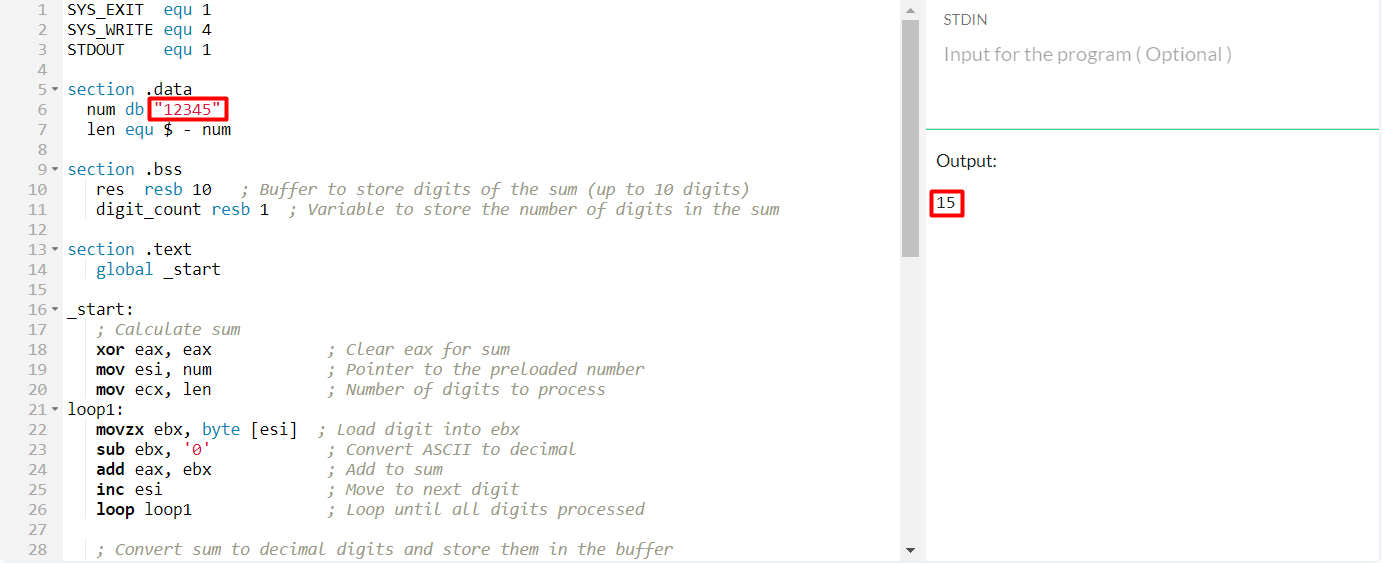 1 SYS_EXIT  equ 1
2 SYS_WRITE equ 4
3 STDOUT    equ 1
4
5 section .data
6   num db "12345"
7   len equ $ - num
8
9 section .bss
10    res  resb 10   ; Buffer to store digits of the sum (up to 10 digits)
11    digit_count resb 1  ; Variable to store the number of digits in the sum
12
13 section .text
14    global _start
15
16 _start:
17    ; Calculate sum
18    xor eax, eax            ; Clear eax for sum
19    mov esi, num            ; Pointer to the preloaded number
20    mov ecx, len            ; Number of digits to process
21 loop1:
22    movzx ebx, byte [esi]  ; Load digit into ebx
23    sub ebx, '0'            ; Convert ASCII to decimal
24    add eax, ebx            ; Add to sum
25    inc esi                 ; Move to next digit
26    loop loop1              ; Loop until all digits processed
27
28    ; Convert sum to decimal digits and store them in the buffer
STDIN
Input for the program ( Optional )
Output:
15